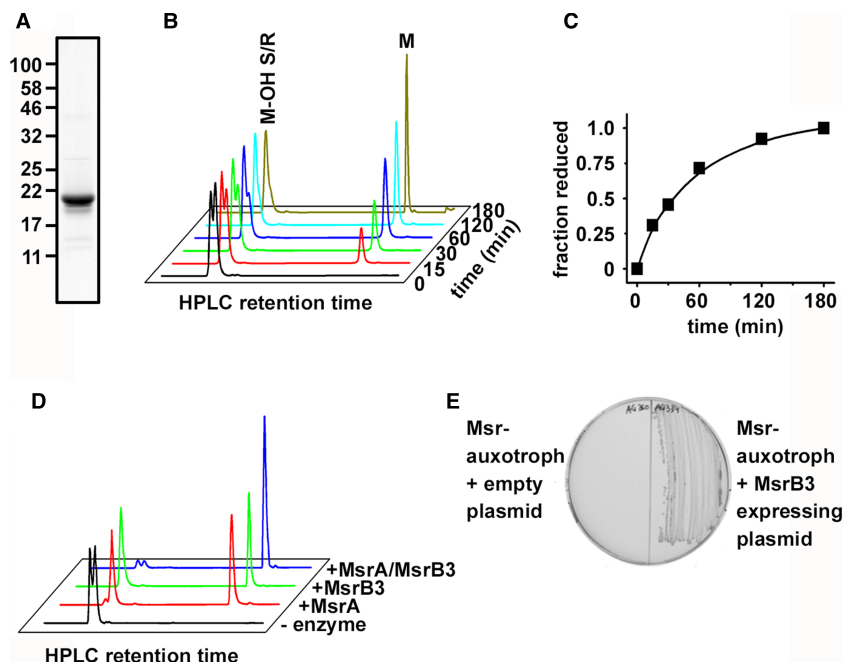 A
100
58
46
32
25
22
17
11
B
M-OH S/R
M
180
120
60
30
15
0
time (min)
HPLC retention time
C
fraction reduced
1.0
0.75
0.5
0.25
0
0 60 120 180
time (min)
D
+MsrA/MsrB3
+MsrB3
+MsrA
- enzyme
HPLC retention time
E
Msr-
auxotroph
+ empty
plasmid
Msr-
auxotroph
+ MsrB3
expressing
plasmid